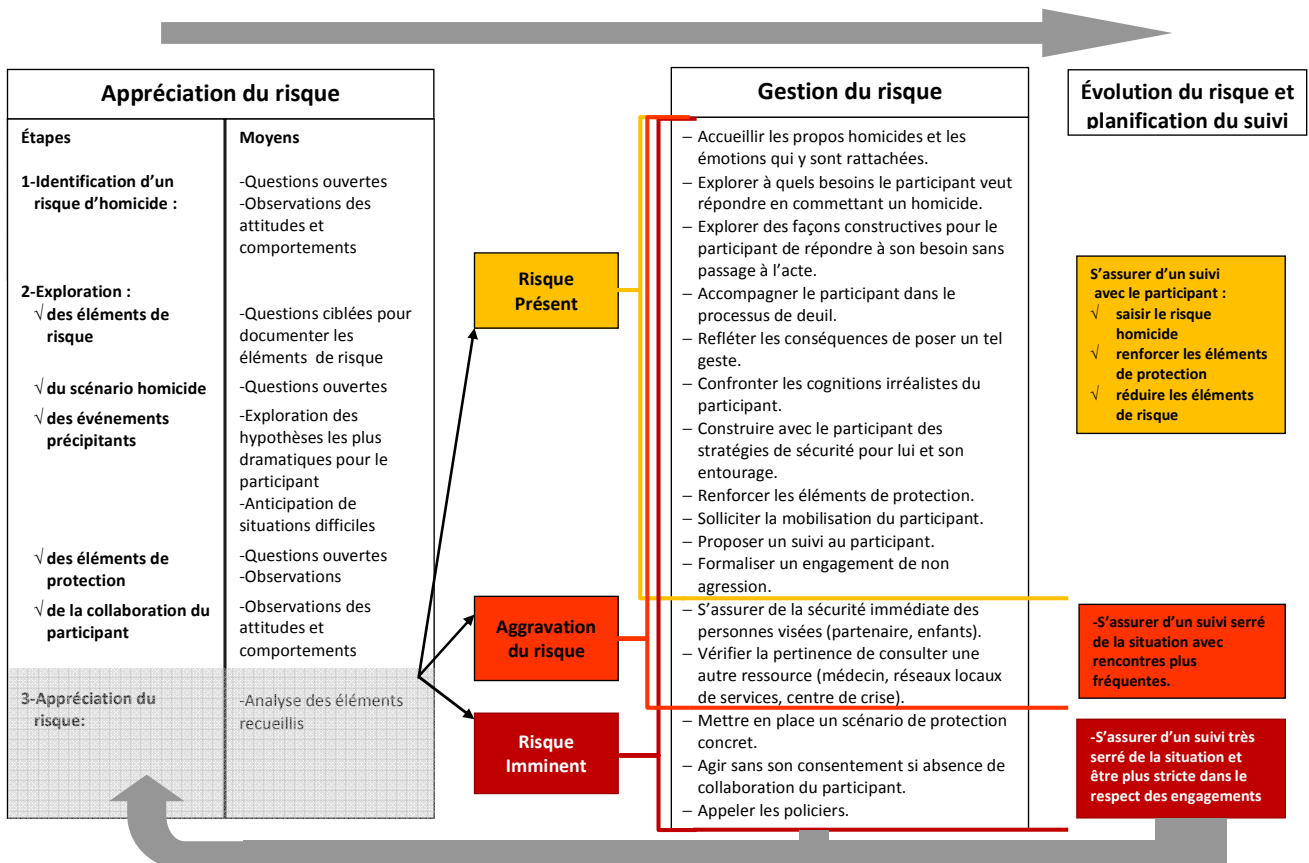 Appréciation du risque
Étapes
Moyens
1-Identification d'un
risque d'homicide :
-Questions ouvertes
-Observations des
attitudes et
comportements
2-Exploration :
√ des éléments de
risque
-Questions ciblées pour
documenter les
éléments de risque
√ du scénario homicide
-Questions ouvertes
√ des événements
précipitants
-Exploration des
hypothèses les plus
dramatiques pour le
participant
-Anticipation de
situations difficiles
√ des éléments de
protection
-Questions ouvertes
-Observations
√ de la collaboration du
participant
-Observations des
attitudes et
comportements
3-Appréciation du
risque:
-Analyse des éléments
recueillis
Risque
Présent
Aggravation
du risque
Risque
Imminent
Gestion du risque
– Accueillir les propos homicides et les
émotions qui y sont rattachées.
– Explorer à quels besoins le participant veut
répondre en commettant un homicide.
– Explorer des façons constructives pour le
participant de répondre à son besoin sans
passage à l'acte.
– Accompagner le participant dans le
processus de deuil.
– Refléter les conséquences de poser un tel
geste.
– Confronter les cognitions irréalistes du
participant.
– Construire avec le participant des
stratégies de sécurité pour lui et son
entourage.
– Renforcer les éléments de protection.
– Solliciter la mobilisation du participant.
– Proposer un suivi au participant.
– Formaliser un engagement de non
agression.
– S'assurer de la sécurité immédiate des
personnes visées (partenaire, enfants).
– Vérifier la pertinence de consulter une
autre ressource (médecin, réseaux locaux
de services, centre de crise).
– Mettre en place un scénario de protection
concret.
– Agir sans son consentement si absence de
collaboration du participant.
– Appeler les policiers.
Évolution du risque et
planification du suivi
S'assurer d'un suivi
avec le participant :
√ saisir le risque
homicide
√ renforcer les éléments
de protection
√ réduire les éléments
de risque
-S'assurer d'un suivi serré
de la situation avec
rencontres plus
fréquentes.
-S'assurer d'un suivi très
serré de la situation et
être plus stricte dans le
respect des engagements